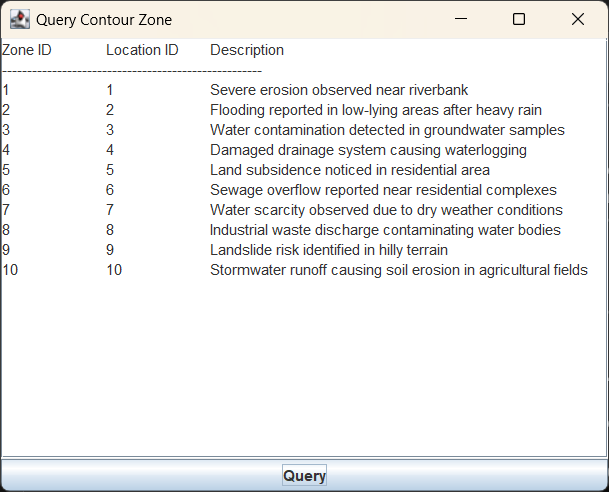 Query Contour Zone
Zone ID Location ID Description
----------------------------------------------------
1 1 Severe erosion observed near riverbank
2 2 Flooding reported in low-lying areas after heavy rain
3 3 Water contamination detected in groundwater samples
4 4 Damaged drainage system causing waterlogging
5 5 Land subsidence noticed in residential area
6 6 Sewage overflow reported near residential complexes
7 7 Water scarcity observed due to dry weather conditions
8 8 Industrial waste discharge contaminating water bodies
9 9 Landslide risk identified in hilly terrain
10 10 Stormwater runoff causing soil erosion in agricultural fields
Query